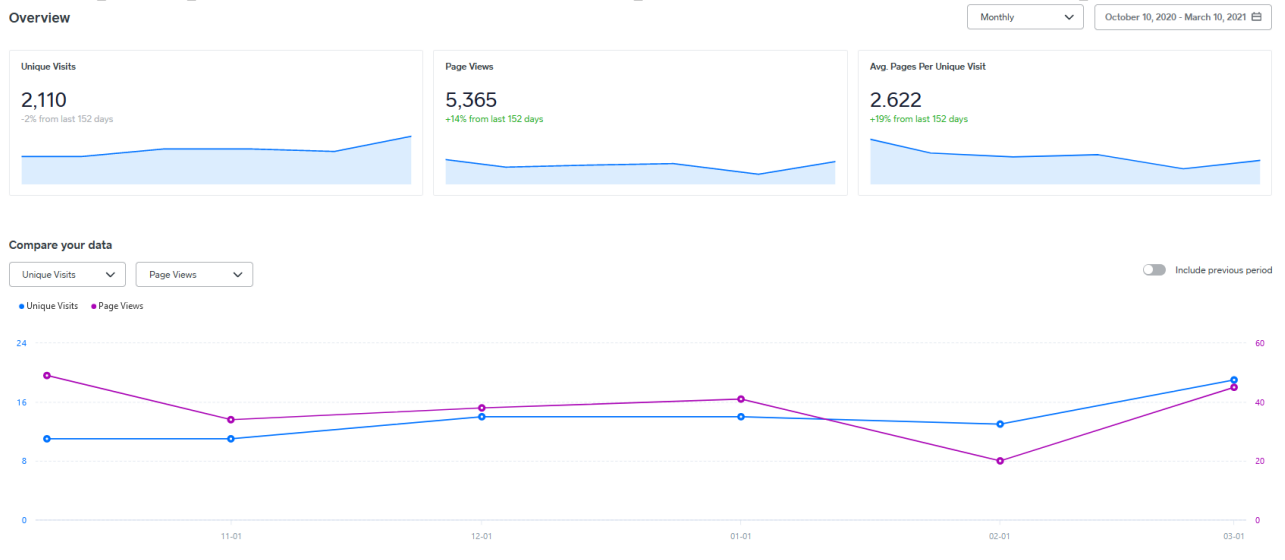 Overview
Monthly
October 10, 2020 - March 10, 2021
Unique Visits
2,110
-2% from last 152 days
Page Views
5,365
+14% from last 152 days
Avg. Pages Per Unique Visit
2.622
+19% from last 152 days
Compare your data
Unique Visits
Page Views
Include previous period
Unique Visits
Page Views
24
60
16
40
8
20
0
0
11-01
12-01
01-01
02-01
03-01